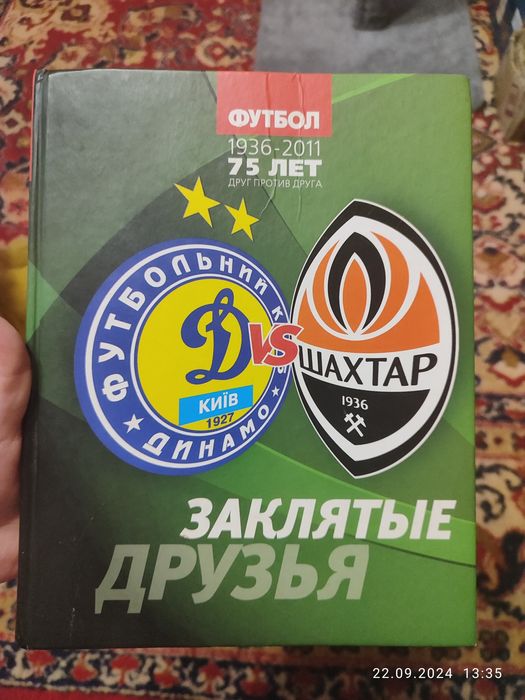 ФУТБОЛ
1936-2011
75 ЛЕТ
ДРУГ ПРОТИВ ДРУГА
ФУТБОЛЬНИЙ К
ДИНАМО
Д
КИЇВ
1927
VS
ШАХТАР
1936
ЗАКЛЯТЫЕ
ДРУЗЬЯ
22.09.2024 13:35